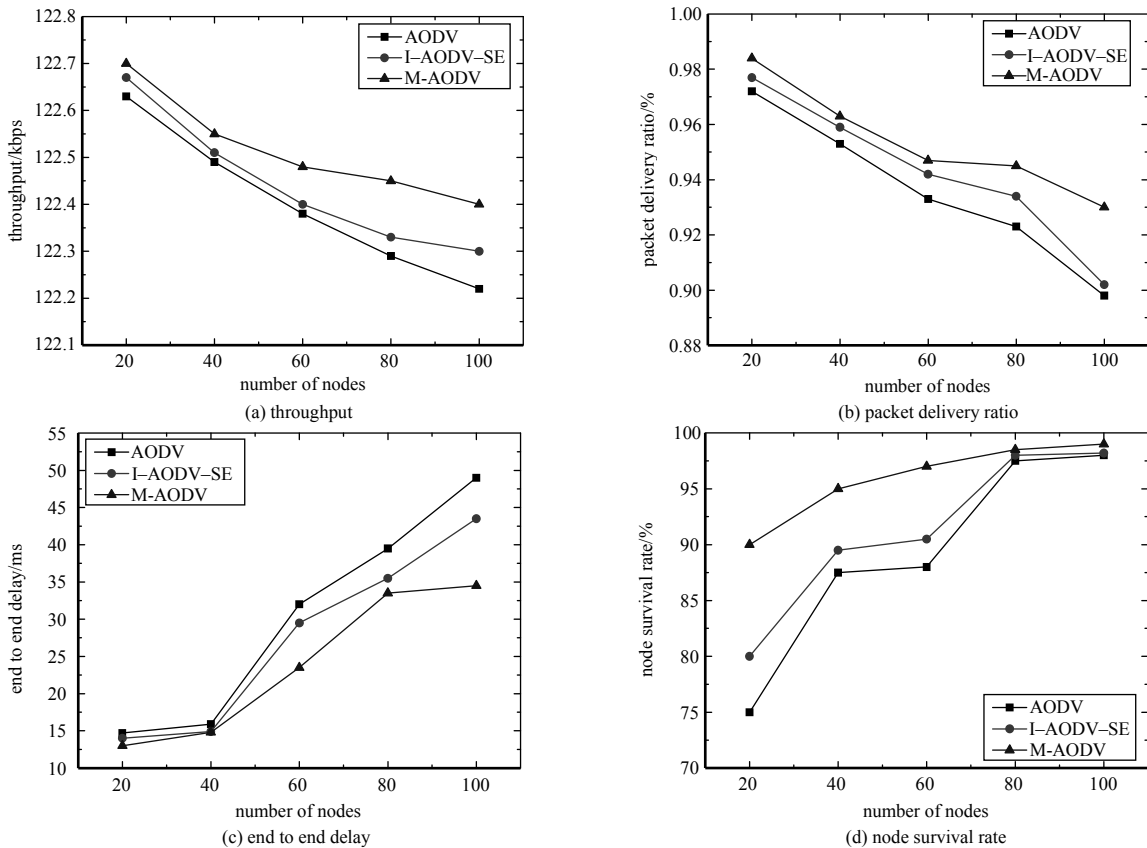 122.8
122.7
122.6
122.5
122.4
122.3
122.2
122.1
throughput/kbps
AODV
I–AODV–SE
M-AODV
20 40 60 80 100
number of nodes
(a) throughput
1.00
0.98
0.96
0.94
0.92
0.90
0.88
packet delivery ratio/%
AODV
I–AODV–SE
M-AODV
20 40 60 80 100
number of nodes
(b) packet delivery ratio
55
50
45
40
35
30
25
20
15
10
end to end delay/ms
AODV
I–AODV–SE
M-AODV
20 40 60 80 100
number of nodes
(c) end to end delay
100
95
90
85
80
75
70
node survival rate/%
AODV
I–AODV–SE
M-AODV
20 40 60 80 100
number of nodes
(d) node survival rate